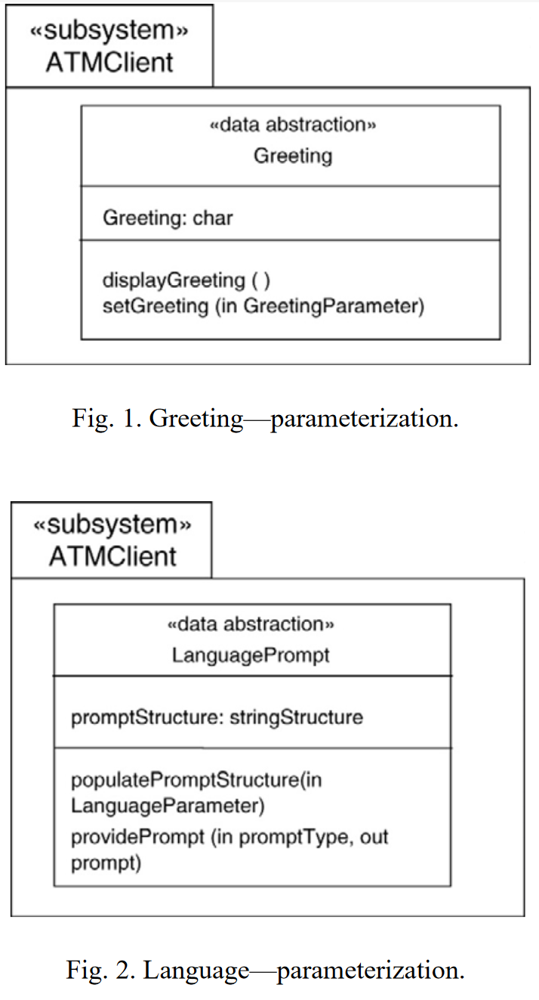 «subsystem»
ATMClient
«data abstraction»
Greeting
Greeting: char
displayGreeting ( )
setGreeting (in GreetingParameter)
Fig. 1. Greeting—parameterization.
«subsystem»
ATMClient
«data abstraction»
LanguagePrompt
promptStructure: stringStructure
populatePromptStructure(in
LanguageParameter)
providePrompt (in promptType, out
prompt)
Fig. 2. Language—parameterization.